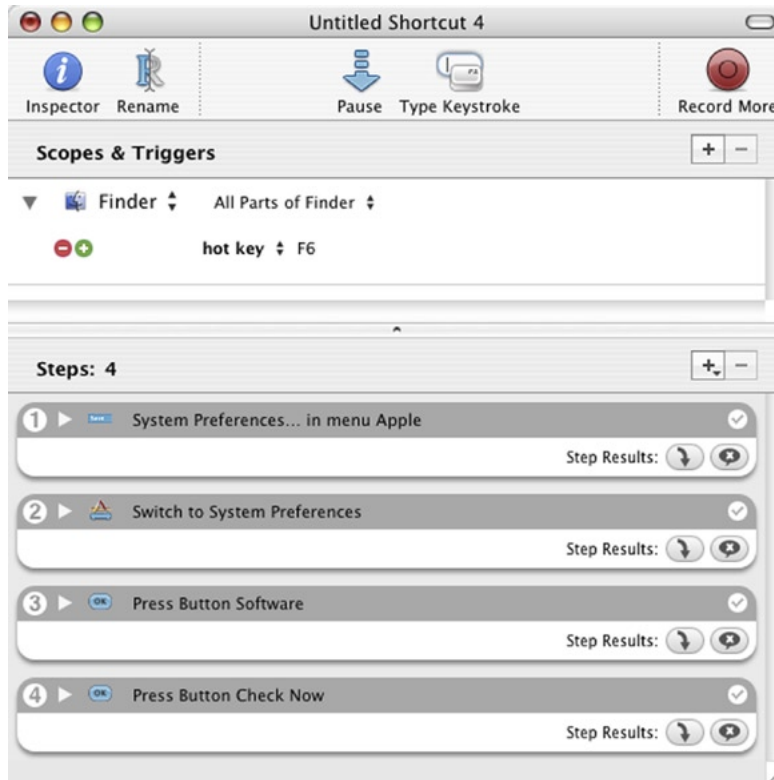 Untitled Shortcut 4
Inspector Rename Pause Type Keystroke Record More
Scopes & Triggers
Finder All Parts of Finder
hot key F6
Steps: 4
1 System Preferences... in menu Apple
Step Results:
2 Switch to System Preferences
Step Results:
3 OK Press Button Software
Step Results:
4 OK Press Button Check Now
Step Results: